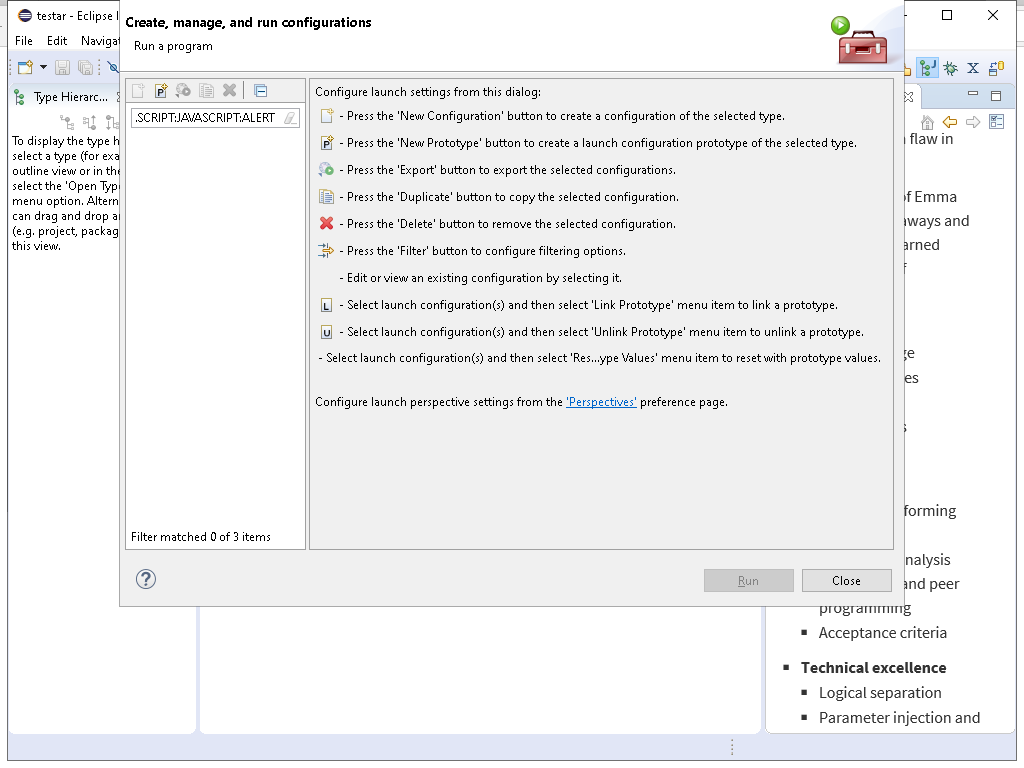 testar - Eclipse I
File Edit Navigat
Type Hierarc...
To display the type h
select a type (for exa
outline view or in the
select the 'Open Type
menu option. Altern
can drag and drop a
(e.g. project, packag
this view.
Create, manage, and run configurations
Run a program
.SCRIPT:JAVASCRIPT:ALERT
Filter matched 0 of 3 items
Configure launch settings from this dialog:
- Press the 'New Configuration' button to create a configuration of the selected type.
- Press the 'New Prototype' button to create a launch configuration prototype of the selected type.
- Press the 'Export' button to export the selected configurations.
- Press the 'Duplicate' button to copy the selected configuration.
- Press the 'Delete' button to remove the selected configuration.
- Press the 'Filter' button to configure filtering options.
- Edit or view an existing configuration by selecting it.
L - Select launch configuration(s) and then select 'Link Prototype' menu item to link a prototype.
U - Select launch configuration(s) and then select 'Unlink Prototype' menu item to unlink a prototype.
- Select launch configuration(s) and then select 'Res...ype Values' menu item to reset with prototype values.
Configure launch perspective settings from the 'Perspectives' preference page.
Run Close
flaw in
of Emma
aways and
arned
ge
es
s
forming
nalysis
and peer
programming
▪ Acceptance criteria
▪ Technical excellence
▪ Logical separation
▪ Parameter injection and